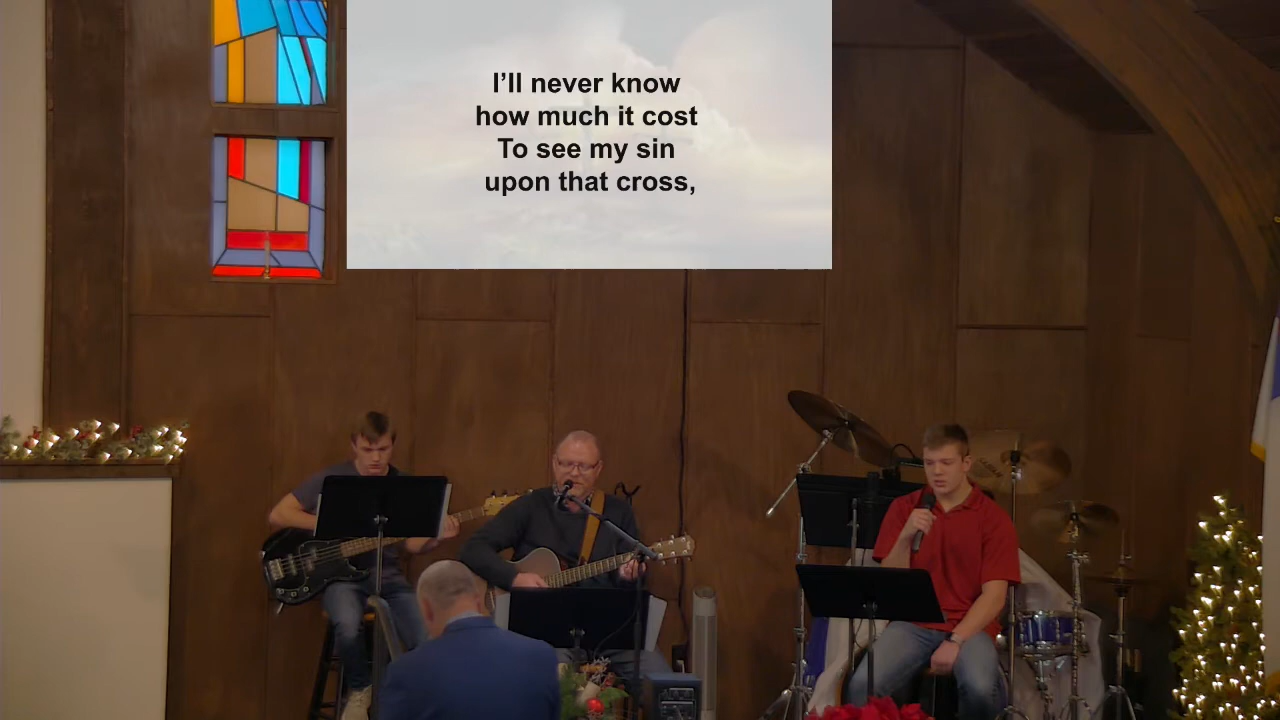 I’ll never know
how much it cost
To see my sin
upon that cross,